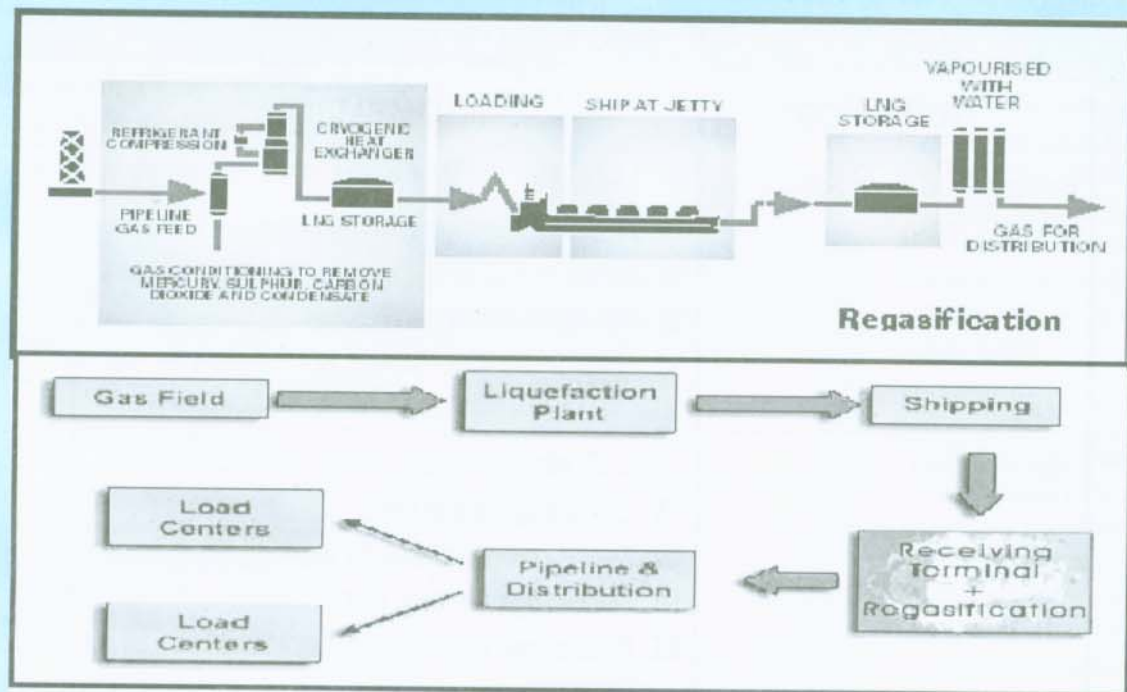 REFRIGERANT
COMPRESSION
CRYOGENIC
HEAT
EXCHANGER
PIPELINE
GAS FEED
LNG STORAGE
GAS CONDITIONING TO REMOVE
MERCURY, SULPHUR, CARBON
DIOXIDE AND CONDENSATE
LOADING
SHIP AT JETTY
LNG
STORAGE
VAPOURISED
WITH
WATER
GAS FOR
DISTRIBUTION
Regasification
Gas Field
Liquefaction
Plant
Shipping
Receiving
Terminal
+
Regasification
Pipeline &
Distribution
Load
Centers
Load
Centers